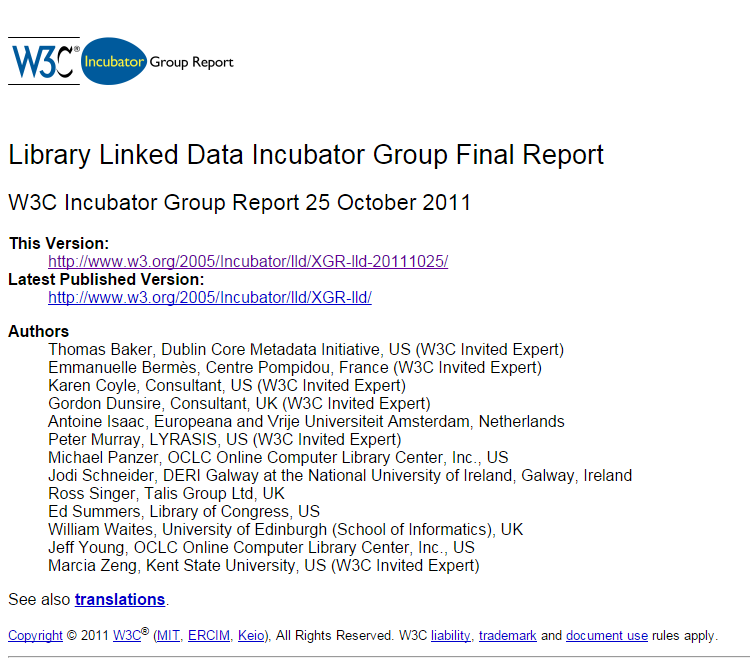 W3C® Incubator Group Report
Library Linked Data Incubator Group Final Report
W3C Incubator Group Report 25 October 2011
This Version:
http://www.w3.org/2005/Incubator/lld/XGR-lld-20111025/
Latest Published Version:
http://www.w3.org/2005/Incubator/lld/XGR-lld/
Authors
Thomas Baker, Dublin Core Metadata Initiative, US (W3C Invited Expert)
Emmanuelle Bermès, Centre Pompidou, France (W3C Invited Expert)
Karen Coyle, Consultant, US (W3C Invited Expert)
Gordon Dunsire, Consultant, UK (W3C Invited Expert)
Antoine Isaac, Europeana and Vrije Universiteit Amsterdam, Netherlands
Peter Murray, LYRASIS, US (W3C Invited Expert)
Michael Panzer, OCLC Online Computer Library Center, Inc., US
Jodi Schneider, DERI Galway at the National University of Ireland, Galway, Ireland
Ross Singer, Talis Group Ltd, UK
Ed Summers, Library of Congress, US
William Waites, University of Edinburgh (School of Informatics), UK
Jeff Young, OCLC Online Computer Library Center, Inc., US
Marcia Zeng, Kent State University, US (W3C Invited Expert)
See also translations.
Copyright © 2011 W3C® (MIT, ERCIM, Keio), All Rights Reserved. W3C liability, trademark and document use rules apply.